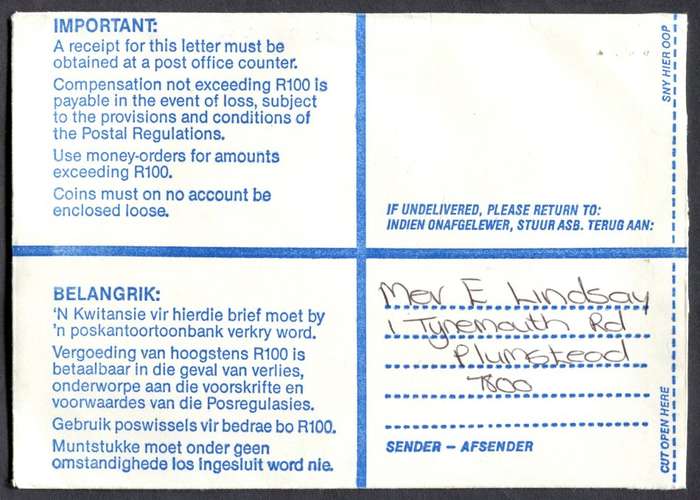 IMPORTANT:
A receipt for this letter must be
obtained at a post office counter.
Compensation not exceeding R100 is
payable in the event of loss, subject
to the provisions and conditions of
the Postal Regulations.
Use money-orders for amounts
exceeding R100.
Coins must on no account be
enclosed loose.
SNY HIER OOP
IF UNDELIVERED, PLEASE RETURN TO:
INDIEN ONAFGELEWER, STUUR ASB. TERUG AAN:
BELANGRIK:
'N Kwitansie vir hierdie brief moet by
'n poskantoortoonbank verkry word.
Vergoeding van hoogstens R100 is
betaalbaar in die geval van verlies,
onderworpe aan die voorskrifte en
voorwaardes van die Posregulasies.
Gebruik poswissels vir bedrae bo R100.
Muntstukke moet onder geen
omstandighede los ingesluit word nie.
Mev E Lindsay
1 Tynemouth Rd
Plumstead
7800
SENDER – AFSENDER
CUT OPEN HERE